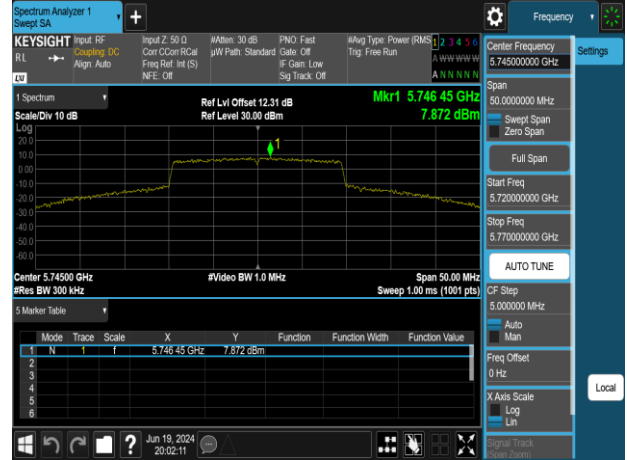 Spectrum Analyzer 1
Swept SA
Frequency
KEYSIGHT
Input: RF
Coupling: DC
Align: Auto
Input Z: 50 Ω
Corr CCorr RCal
Freq Ref: Int (S)
NFE: Off
#Atten: 30 dB
µW Path: Standard
PNO: Fast
Gate: Off
IF Gain: Low
Sig Track: Off
#Avg Type: Power (RMS
Trig: Free Run
1 2 3 4 5 6
A W W W W W
A N N N N N
R L
LXI
1 Spectrum
Scale/Div 10 dB
Ref Lvl Offset 12.31 dB
Ref Level 30.00 dBm
Mkr1 5.746 45 GHz
7.872 dBm
Log
20.0
10.0
0.00
-10.0
-20.0
-30.0
-40.0
-50.0
-60.0
1
Center 5.74500 GHz
#Res BW 300 kHz
#Video BW 1.0 MHz
Span 50.00 MHz
Sweep 1.00 ms (1001 pts)
5 Marker Table
Mode Trace Scale X Y Function Function Width Function Value
1 N 1 f 5.746 45 GHz 7.872 dBm
2
3
4
5
6
Jun 19, 2024
20:02:11
Center Frequency
5.745000000 GHz
Settings
Span
50.0000000 MHz
Swept Span
Zero Span
Full Span
Start Freq
5.720000000 GHz
Stop Freq
5.770000000 GHz
AUTO TUNE
CF Step
5.000000 MHz
Auto
Man
Freq Offset
0 Hz
X Axis Scale
Log
Lin
Local
Signal Track
(Span Zoom)